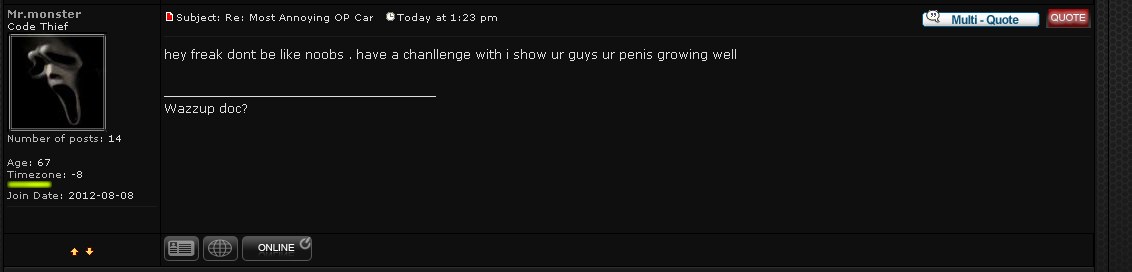 Mr.monster
Code Thief
Number of posts: 14
Age: 67
Timezone: -8
Join Date: 2012-08-08
Subject: Re: Most Annoying OP Car Today at 1:23 pm
Multi - Quote
QUOTE
hey freak dont be like noobs . have a chanllenge with i show ur guys ur penis growing well
Wazzup doc?
ONLINE